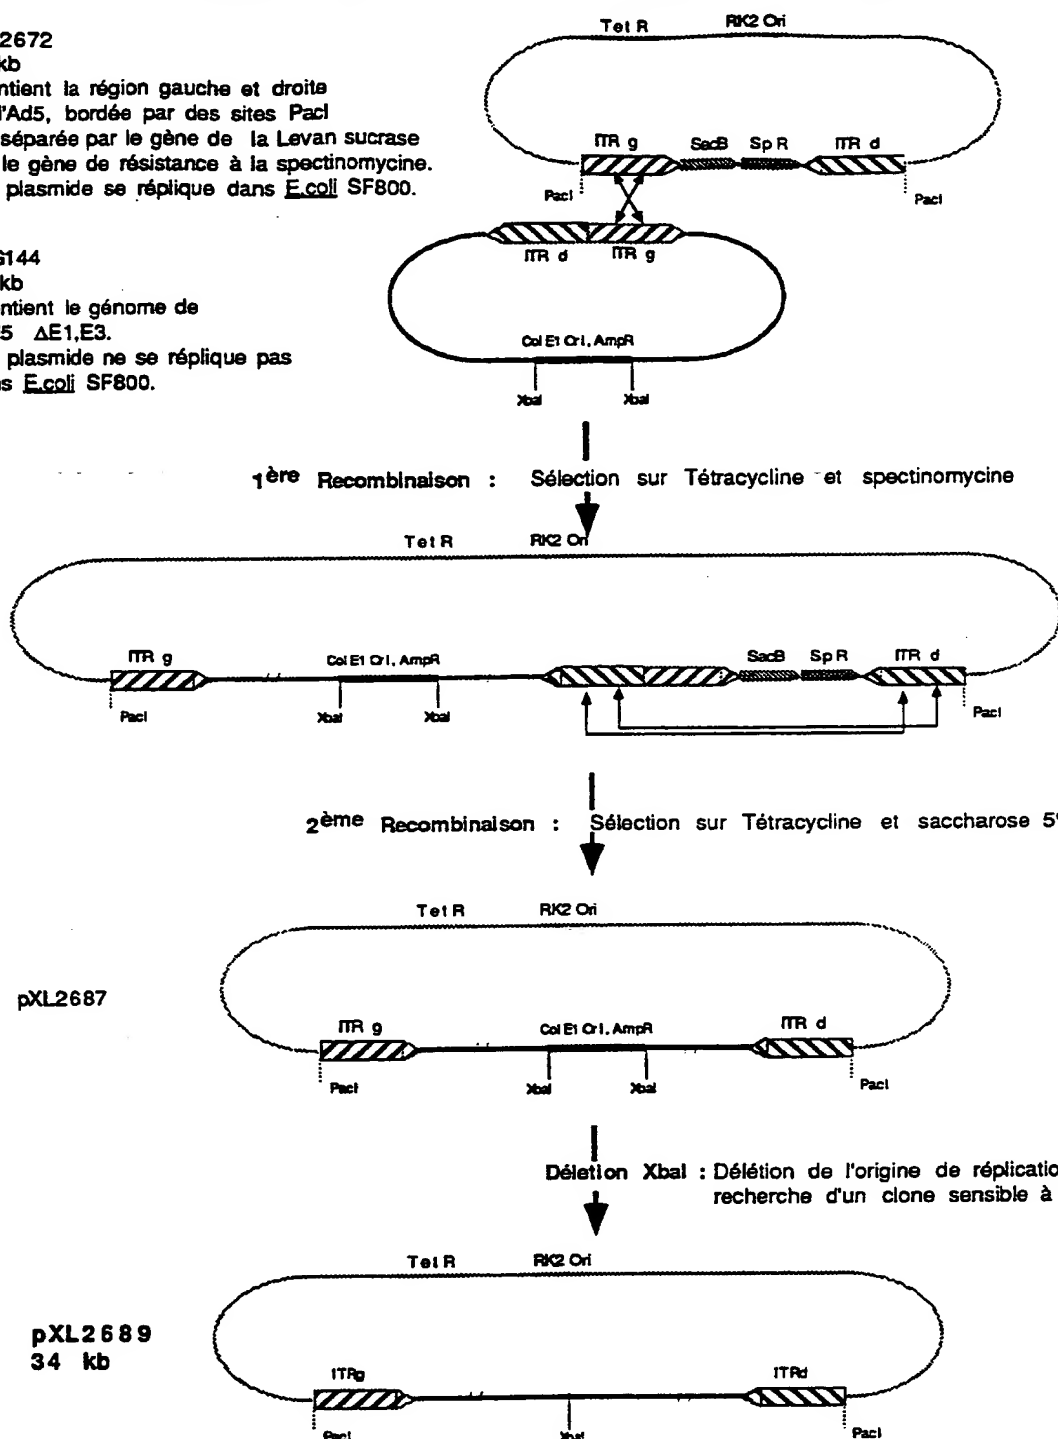 Tet R RK2 Ori
2672
kb
ntient la région gauche et droite
l'Ad5, bordée par des sites PacI
séparée par le gène de la Levan sucrase
le gène de résistance à la spectinomycine.
plasmide se réplique dans E.coli SF800.
ITR g SacB Sp R ITR d
PacI PacI
G144
kb
ntient le génome de
5 ΔE1,E3.
plasmide ne se réplique pas
s E.coli SF800.
ITR d ITR g
Col E1 Ori, AmpR
XbaI XbaI
1ère Recombinaison : Sélection sur Tétracycline et spectinomycine
Tet R RK2 Ori
ITR g Col E1 Ori, AmpR SacB Sp R ITR d
PacI XbaI XbaI PacI
2ème Recombinaison : Sélection sur Tétracycline et saccharose 5
Tet R RK2 Ori
pXL2687
ITR g Col E1 Ori, AmpR ITR d
PacI XbaI XbaI PacI
Délétion XbaI : Délétion de l'origine de réplicatio
recherche d'un clone sensible à
Tet R RK2 Ori
pXL2689
34 kb
ITRg ITRd
PacI XbaI PacI